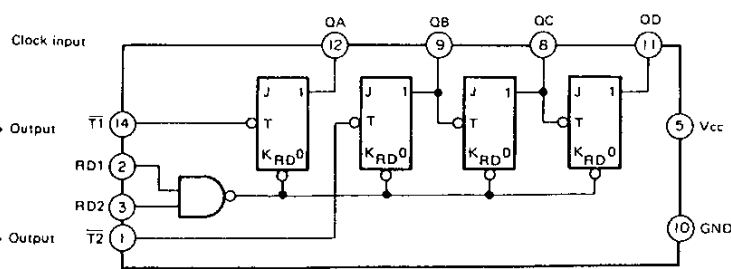 QA QB QC QD
Clock input 12 9 8 11
J 1 J 1 J 1 J 1
Output T1 14 T T T T 5 Vcc
RD1 2 K RD 0 K RD 0 K RD 0 K RD 0
RD2 3
Output T2 1 10 GND